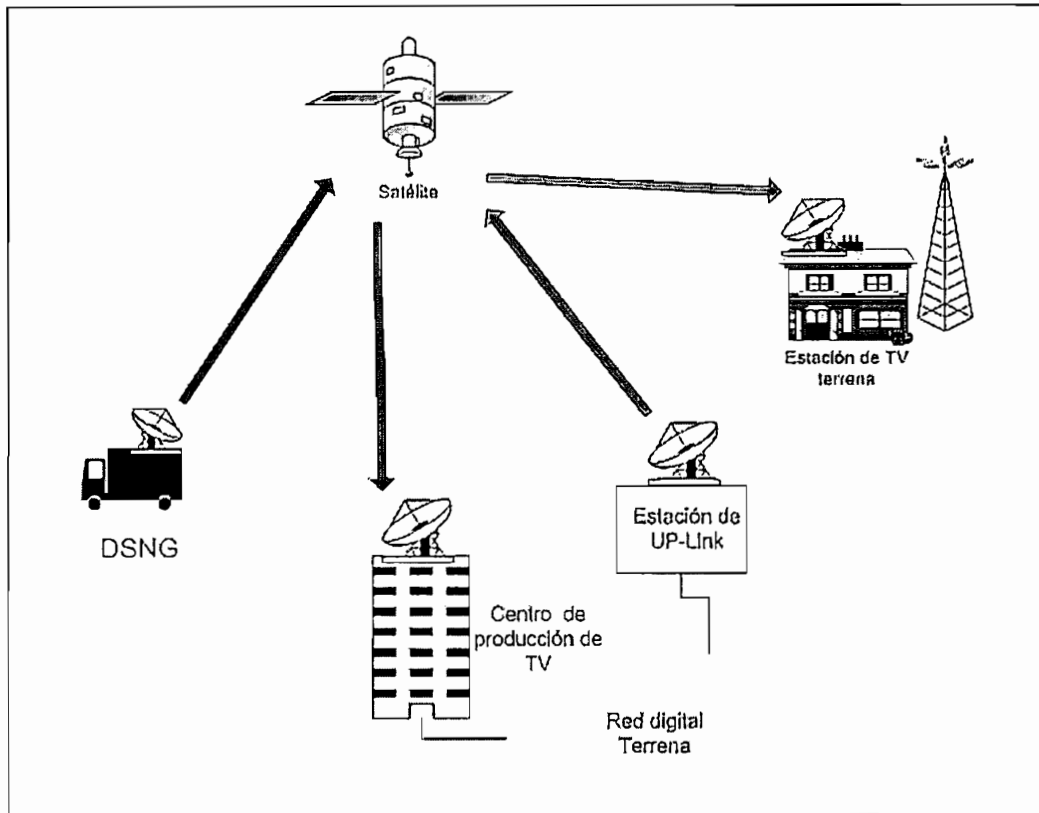 Satélite
Estación de TV
terrena
DSNG
Estación de
UP-Link
Centro de
producción de
TV
Red digital
Terrena